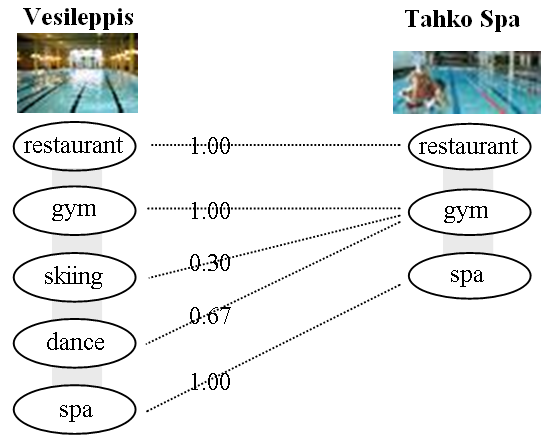 Vesileppis
Tahko Spa
restaurant 1.00 restaurant
gym 1.00 gym
skiing 0.30 spa
dance 0.67
spa 1.00